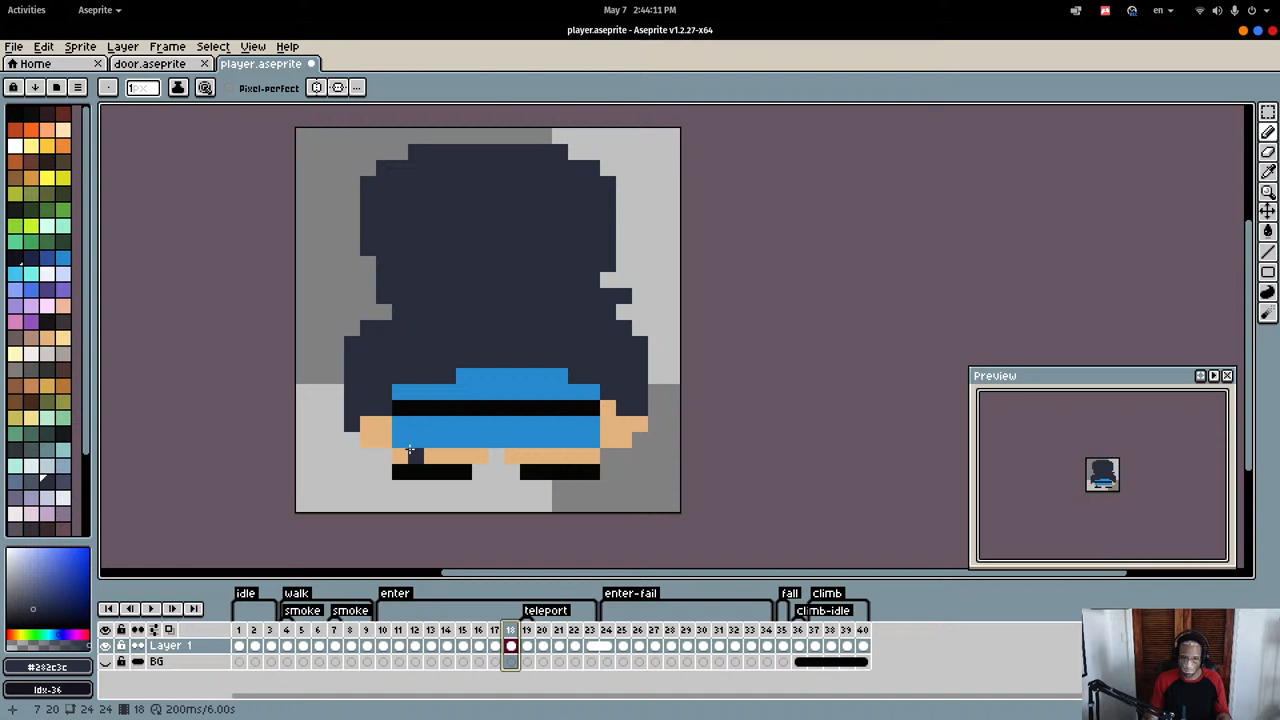 Activities
Aseprite
May 7 2:44:11 PM
en
player.aseprite - Aseprite v1.2.27-x64
File Edit Sprite Layer Frame Select View Help
Home
door.aseprite
player.aseprite
1px
Pixel-perfect
Preview
idle walk enter enter-fail fall climb
smoke smoke teleport climb-idle
1 2 3 4 5 6 7 8 9 10 11 12 13 14 15 16 17 18 19 20 21 22 23 24 25 26 27 28 29 30 31 32 33 34 35 36 37 38 39 40
Layer 1
BG
#282c3c
Idx-36
7 20 24 24 18 200ms/6.00s